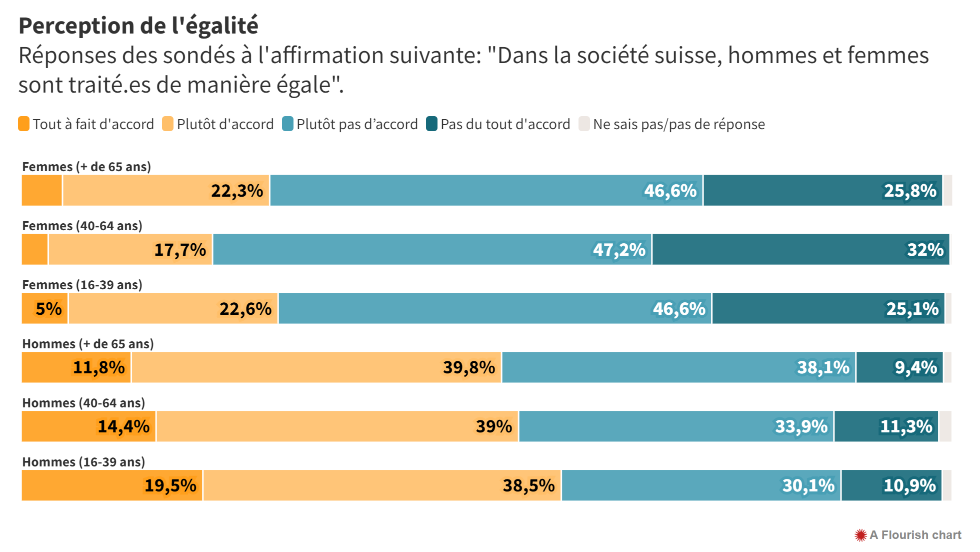 Perception de l'égalité
Réponses des sondés à l'affirmation suivante: "Dans la société suisse, hommes et femmes
sont traité.es de manière égale".
Tout à fait d'accord Plutôt d'accord Plutôt pas d’accord Pas du tout d'accord Ne sais pas/pas de réponse
Femmes (+ de 65 ans)
22,3% 46,6% 25,8%
Femmes (40-64 ans)
17,7% 47,2% 32%
Femmes (16-39 ans)
5% 22,6% 46,6% 25,1%
Hommes (+ de 65 ans)
11,8% 39,8% 38,1% 9,4%
Hommes (40-64 ans)
14,4% 39% 33,9% 11,3%
Hommes (16-39 ans)
19,5% 38,5% 30,1% 10,9%
A Flourish chart